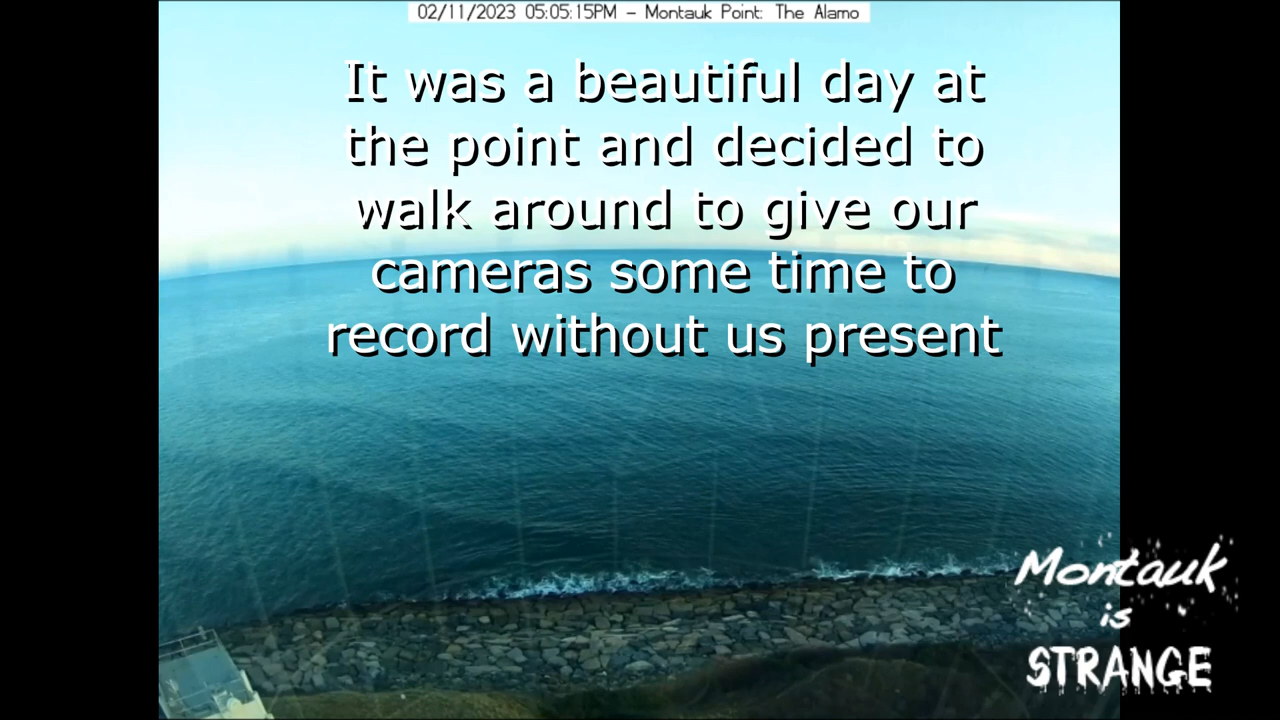 02/11/2023 05:05:15PM – Montauk Point: The Alamo
It was a beautiful day at
the point and decided to
walk around to give our
cameras some time to
record without us present
Montauk
is
STRANGE